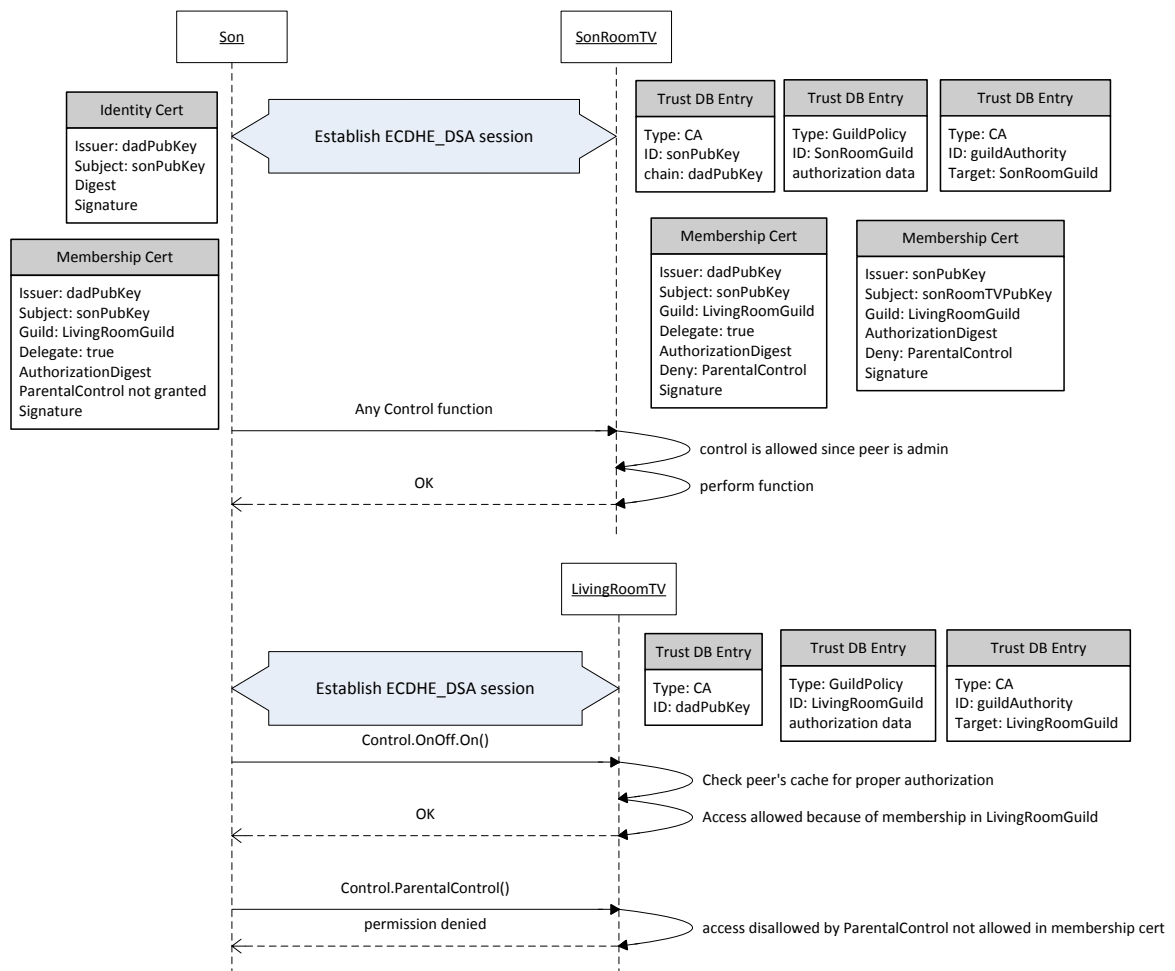 Son
SonRoomTV
Identity Cert
Issuer: dadPubKey
Subject: sonPubKey
Digest
Signature
Establish ECDHE_DSA session
Trust DB Entry
Type: CA
ID: sonPubKey
chain: dadPubKey
Trust DB Entry
Type: GuildPolicy
ID: SonRoomGuild
authorization data
Trust DB Entry
Type: CA
ID: guildAuthority
Target: SonRoomGuild
Membership Cert
Issuer: dadPubKey
Subject: sonPubKey
Guild: LivingRoomGuild
Delegate: true
AuthorizationDigest
ParentalControl not granted
Signature
Membership Cert
Issuer: dadPubKey
Subject: sonPubKey
Guild: LivingRoomGuild
Delegate: true
AuthorizationDigest
Deny: ParentalControl
Signature
Membership Cert
Issuer: sonPubKey
Subject: sonRoomTVPubKey
Guild: LivingRoomGuild
AuthorizationDigest
Deny: ParentalControl
Signature
Any Control function
control is allowed since peer is admin
OK
perform function
LivingRoomTV
Establish ECDHE_DSA session
Trust DB Entry
Type: CA
ID: dadPubKey
Trust DB Entry
Type: GuildPolicy
ID: LivingRoomGuild
authorization data
Trust DB Entry
Type: CA
ID: guildAuthority
Target: LivingRoomGuild
Control.OnOff.On()
Check peer's cache for proper authorization
OK
Access allowed because of membership in LivingRoomGuild
Control.ParentalControl()
permission denied
access disallowed by ParentalControl not allowed in membership cert